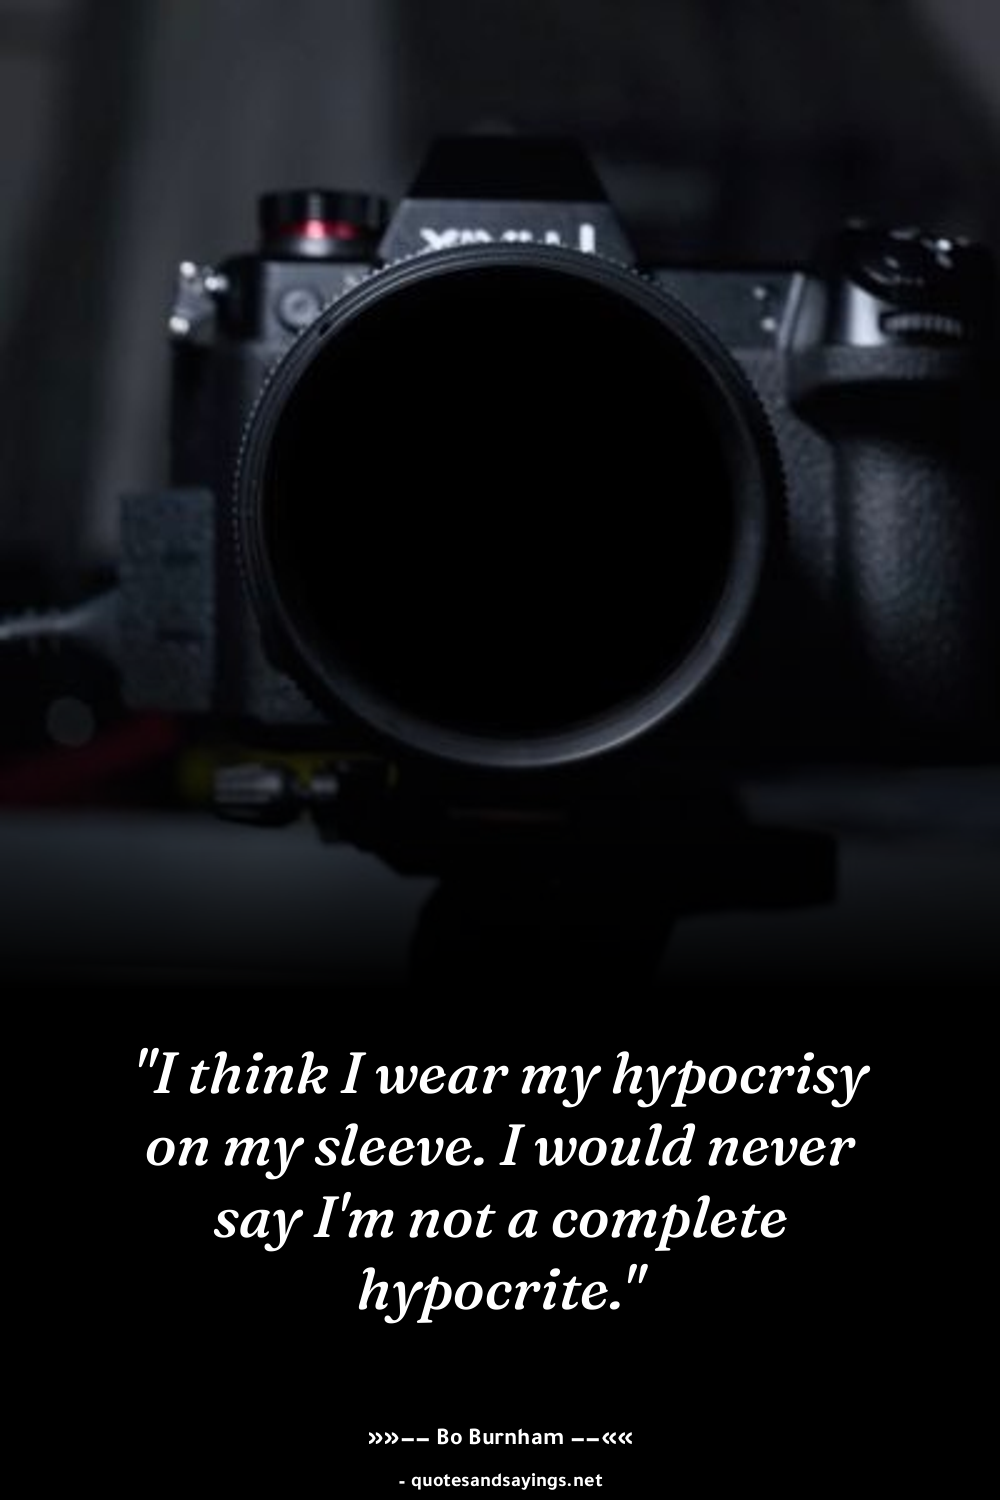 "I think I wear my hypocrisy
on my sleeve. I would never
say I'm not a complete
hypocrite."
»»–– Bo Burnham ––««
- quotesandsayings.net